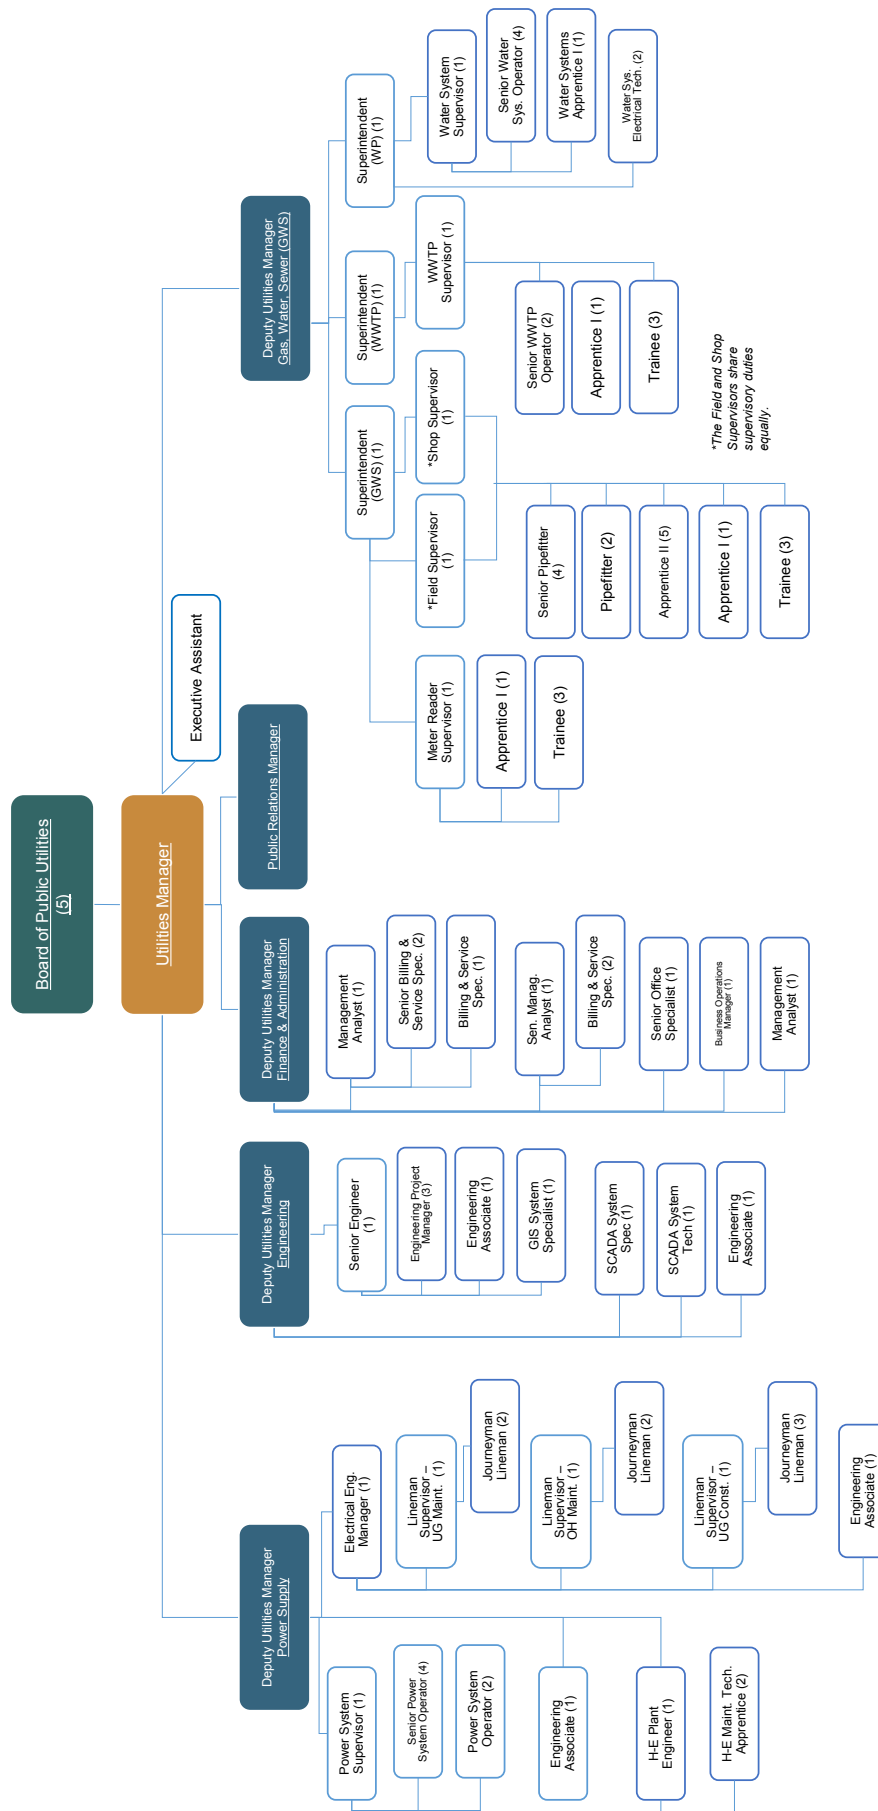 Board of Public Utilities
(5)
Utilities Manager
Executive Assistant
Public Relations Manager
Deputy Utilities Manager
Power Supply
Power System
Supervisor (1)
Senior Power
System Operator (4)
Power System
Operator (2)
Engineering
Associate (1)
H-E Plant
Engineer (1)
H-E Maint. Tech.
Apprentice (2)
Electrical Eng.
Manager (1)
Lineman
Supervisor –
UG Maint. (1)
Journeyman
Lineman (2)
Lineman
Supervisor –
OH Maint. (1)
Journeyman
Lineman (2)
Lineman
Supervisor –
UG Const. (1)
Journeyman
Lineman (3)
Engineering
Associate (1)
Deputy Utilities Manager
Engineering
Senior Engineer
(1)
Engineering Project
Manager (3)
Engineering
Associate (1)
GIS System
Specialist (1)
SCADA System
Spec (1)
SCADA System
Tech (1)
Engineering
Associate (1)
Deputy Utilities Manager
Finance & Administration
Management
Analyst (1)
Senior Billing &
Service Spec. (2)
Billing & Service
Spec. (1)
Sen. Manag.
Analyst (1)
Billing & Service
Spec. (2)
Senior Office
Specialist (1)
Business Operations
Manager (1)
Management
Analyst (1)
Deputy Utilities Manager
Gas, Water, Sewer (GWS)
Superintendent
(GWS) (1)
Meter Reader
Supervisor (1)
Apprentice I (1)
Trainee (3)
*Field Supervisor
(1)
*Shop Supervisor
(1)
Senior Pipefitter
(4)
Pipefitter (2)
Apprentice II (5)
Apprentice I (1)
Trainee (3)
Superintendent
(WWTP) (1)
WWTP
Supervisor (1)
Senior WWTP
Operator (2)
Apprentice I (1)
Trainee (3)
Superintendent
(WP) (1)
Water System
Supervisor (1)
Senior Water
Sys. Operator (4)
Water Systems
Apprentice I (1)
Water Sys.
Electrical Tech. (2)
*The Field and Shop
Supervisors share
supervisory duties
equally.